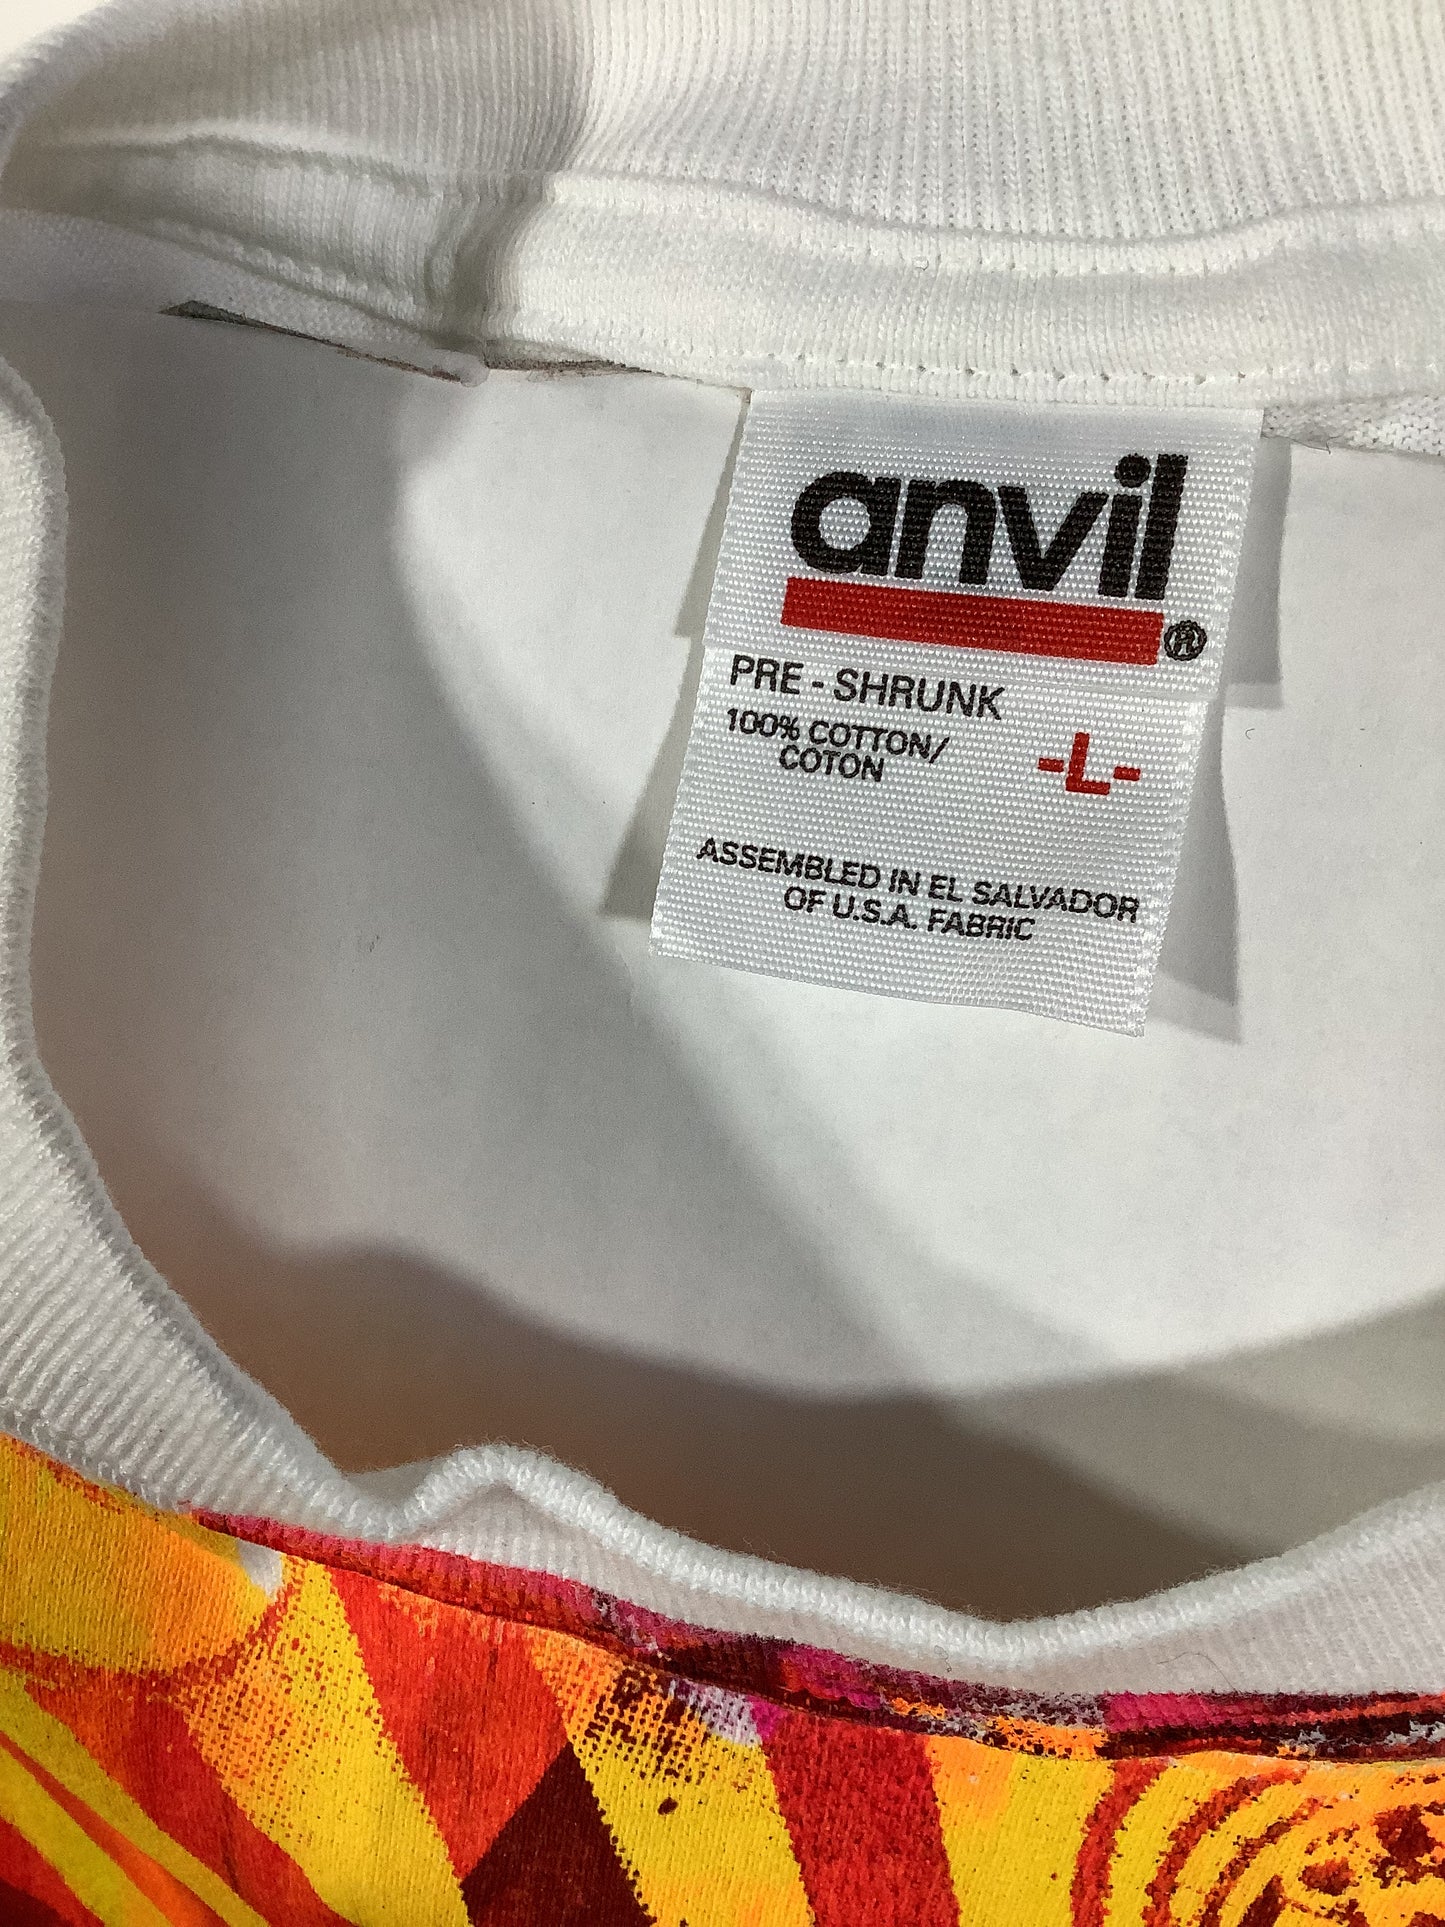 anvil®
PRE-SHRUNK
100% COTTON/
COTON
-L-
ASSEMBLED IN EL SALVADOR
OF U.S.A. FABRIC